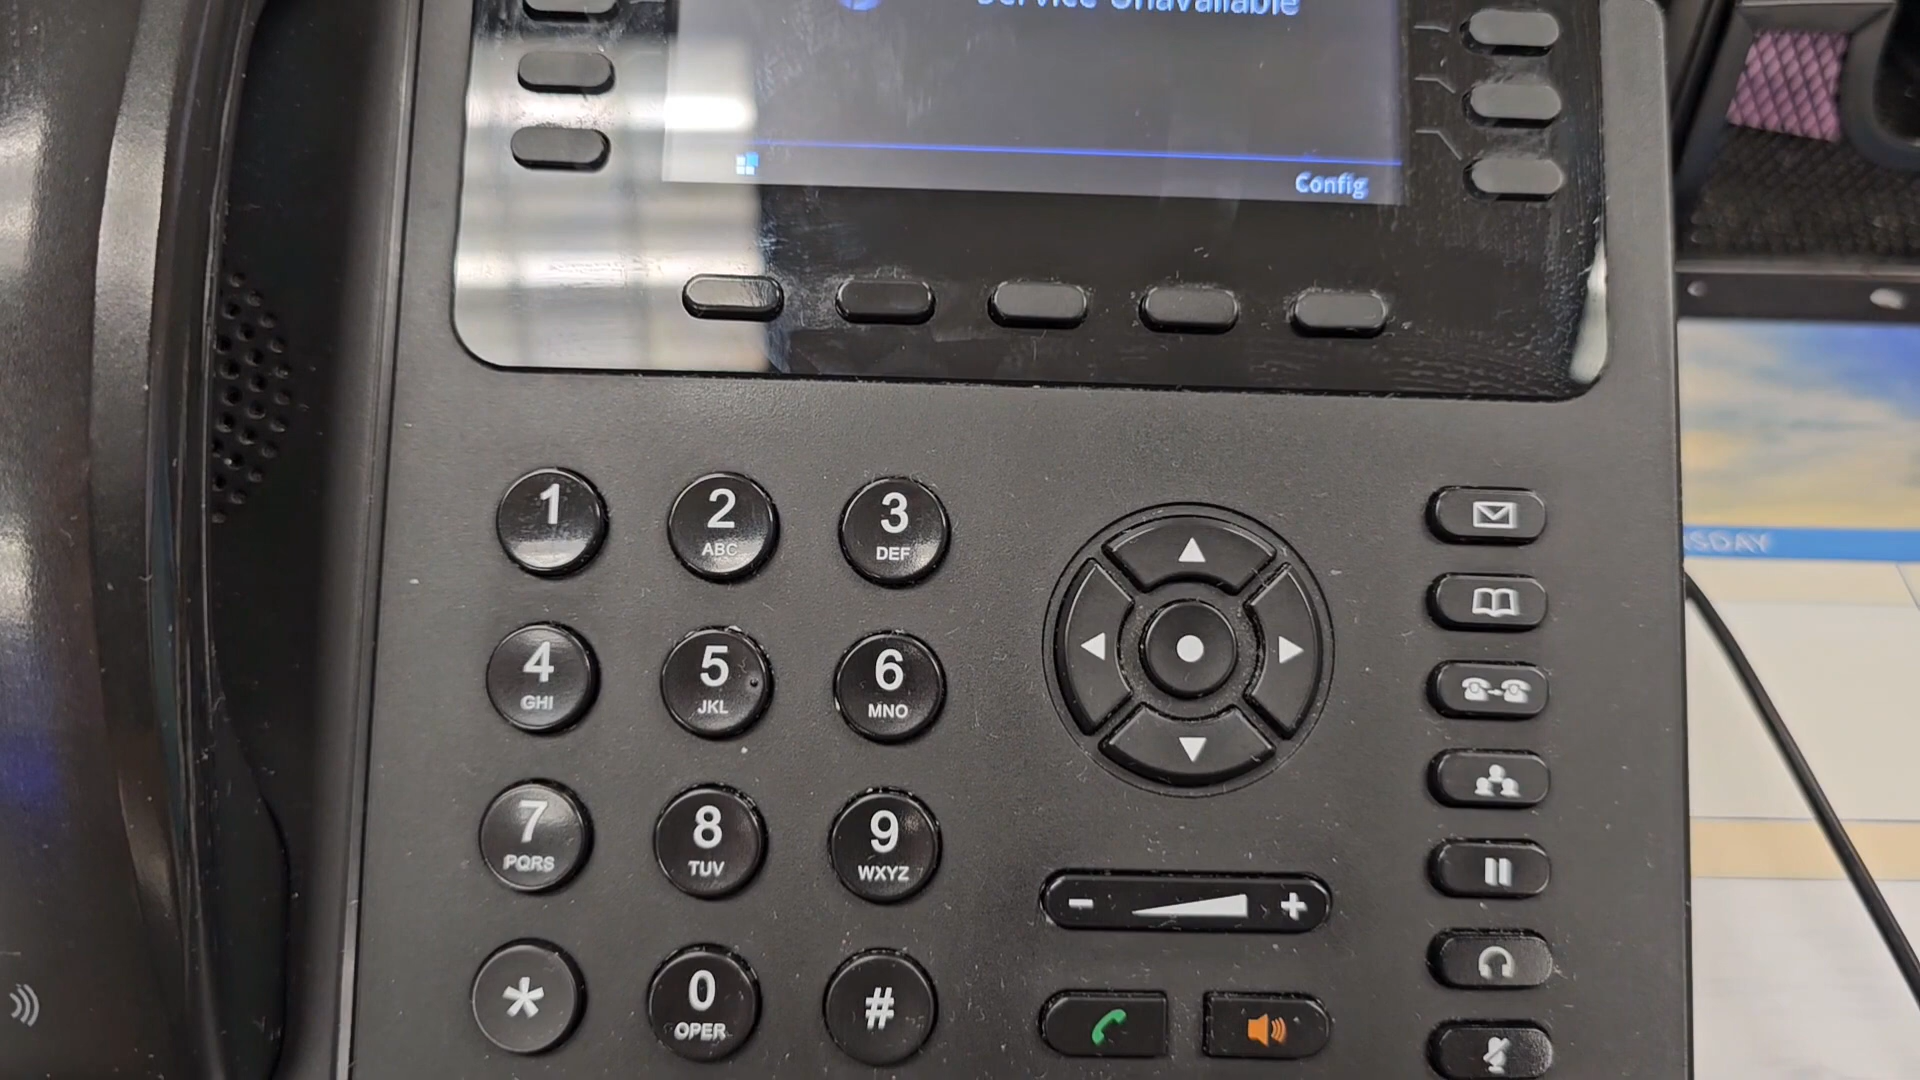 Service Unavailable
Config
1
2
ABC
3
DEF
4
GHI
5
JKL
6
MNO
7
PQRS
8
TUV
9
WXYZ
- +
*
0
OPER
#
SDAY